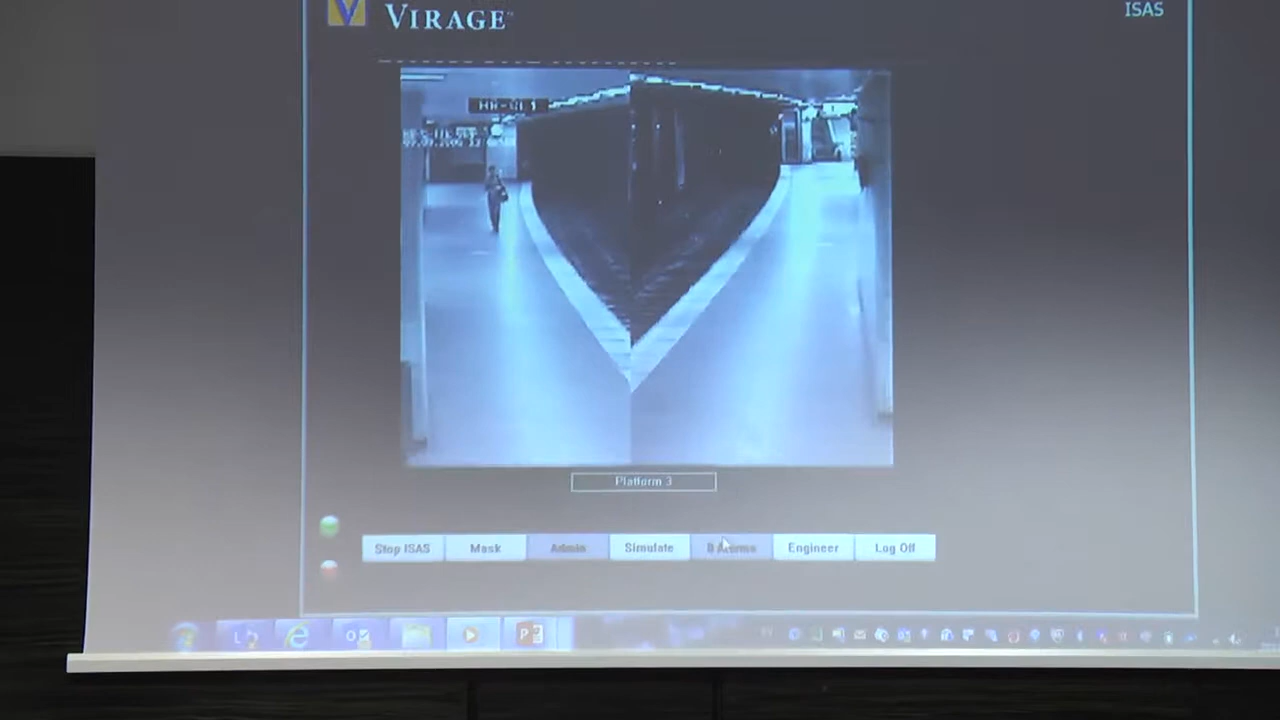 VIRAGE
ISAS
Platform 3
Stop ISAS
Mask
Admin
Simulate
Engineer
Log Off